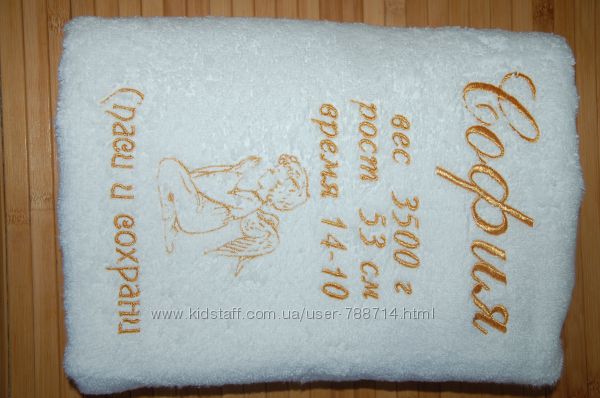 София
вес 3500 г
рост 53 см
время 14-10
Спаси и сохрани
www.kidstaff.com.ua/user-788714.html